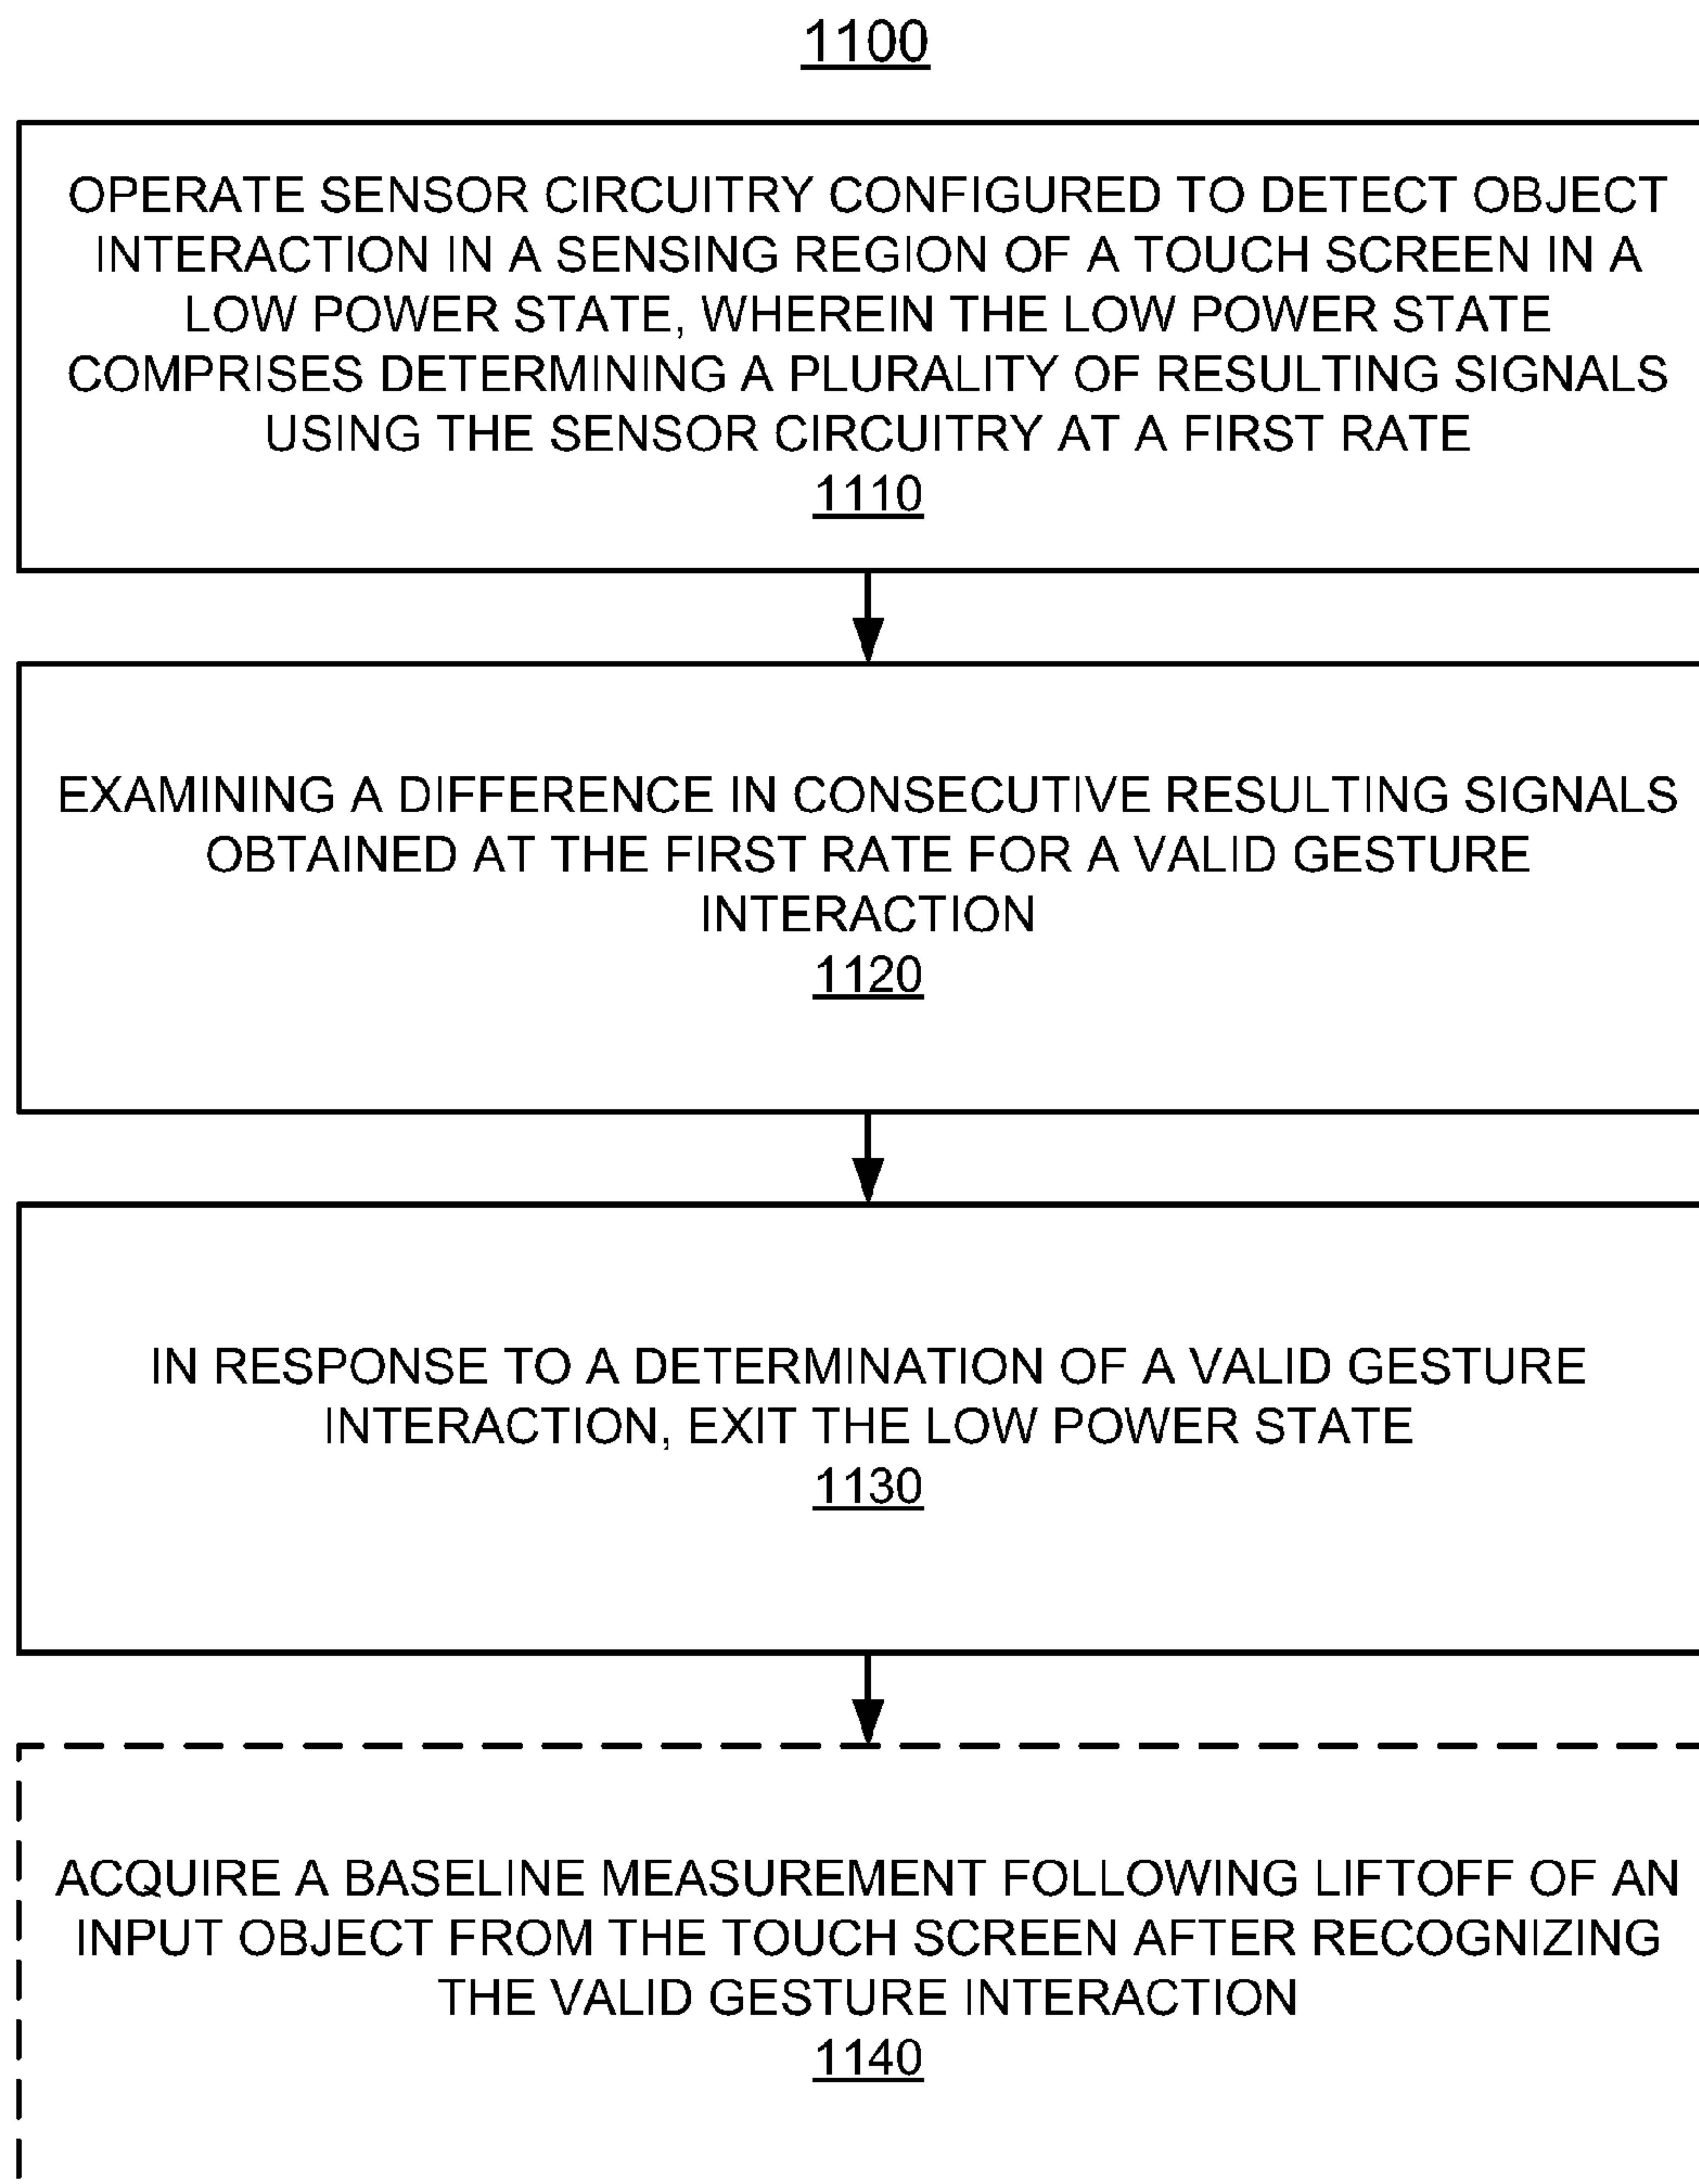 1100
OPERATE SENSOR CIRCUITRY CONFIGURED TO DETECT OBJECT
INTERACTION IN A SENSING REGION OF A TOUCH SCREEN IN A
LOW POWER STATE, WHEREIN THE LOW POWER STATE
COMPRISES DETERMINING A PLURALITY OF RESULTING SIGNALS
USING THE SENSOR CIRCUITRY AT A FIRST RATE
1110
EXAMINING A DIFFERENCE IN CONSECUTIVE RESULTING SIGNALS
OBTAINED AT THE FIRST RATE FOR A VALID GESTURE
INTERACTION
1120
IN RESPONSE TO A DETERMINATION OF A VALID GESTURE
INTERACTION, EXIT THE LOW POWER STATE
1130
ACQUIRE A BASELINE MEASUREMENT FOLLOWING LIFTOFF OF AN
INPUT OBJECT FROM THE TOUCH SCREEN AFTER RECOGNIZING
THE VALID GESTURE INTERACTION
1140